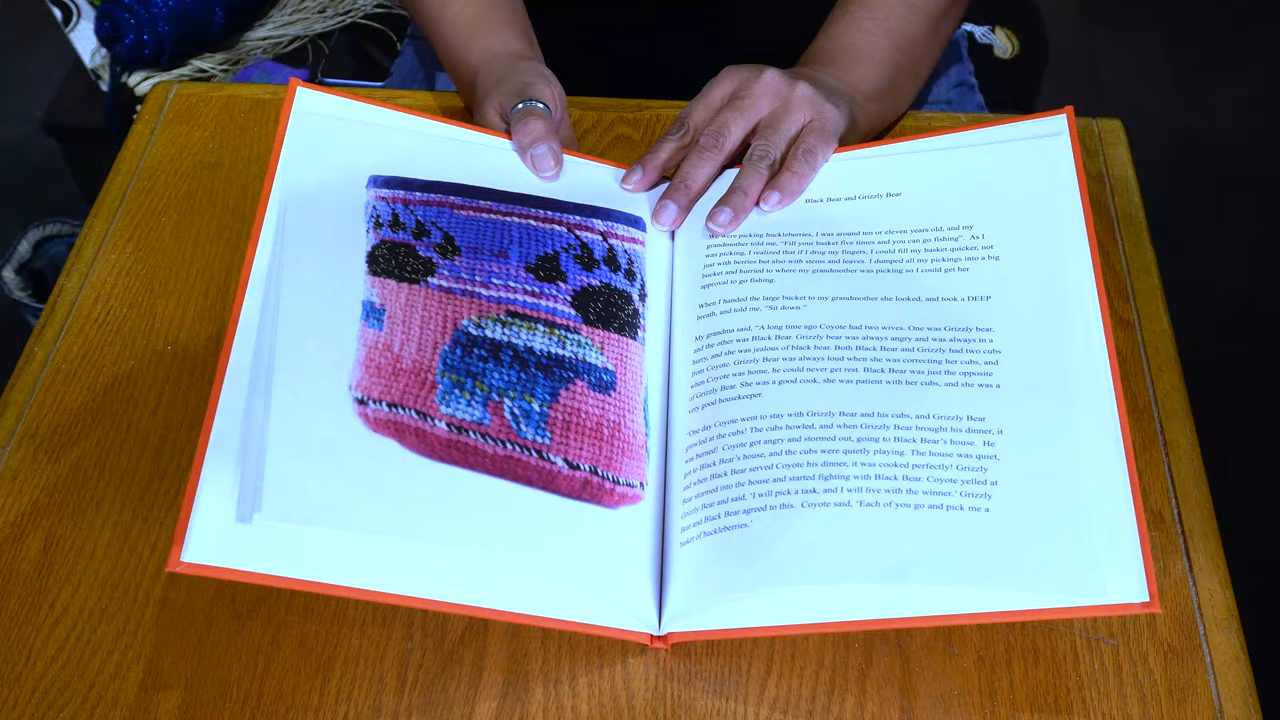 Black Bear and Grizzly Bear
We were picking huckleberries, I was around ten or eleven years old, and my
grandmother told me, “Fill your basket five times and you can go fishing”. As I
was picking, I realized that if I drug my fingers, I could fill my basket quicker, not
just with berries but also with stems and leaves. I dumped all my pickings into a big
bucket and hurried to where my grandmother was picking so I could get her
approval to go fishing.
When I handed the large bucket to my grandmother she looked, and took a DEEP
breath, and told me, “Sit down.”
My grandma said, “A long time ago Coyote had two wives. One was Grizzly bear,
and the other was Black Bear. Grizzly bear was always angry and was always in a
hurry, and she was jealous of black bear. Both Black Bear and Grizzly had two cubs
from Coyote. Grizzly Bear was always loud when she was correcting her cubs, and
when Coyote was home, he could never get rest. Black Bear was just the opposite
of Grizzly Bear. She was a good cook, she was patient with her cubs, and she was a
very good housekeeper.
“One day Coyote went to stay with Grizzly Bear and his cubs, and Grizzly Bear
growled at the cubs! The cubs howled, and when Grizzly Bear brought his dinner, it
was burned! Coyote got angry and stormed out, going to Black Bear’s house. He
got to Black Bear’s house, and the cubs were quietly playing. The house was quiet,
and when Black Bear served Coyote his dinner, it was cooked perfectly! Grizzly
Bear stormed into the house and started fighting with Black Bear. Coyote yelled at
Grizzly Bear and said, ‘I will pick a task, and I will live with the winner.’ Grizzly
Bear and Black Bear agreed to this. Coyote said, ‘Each of you go and pick me a
basket of huckleberries.’